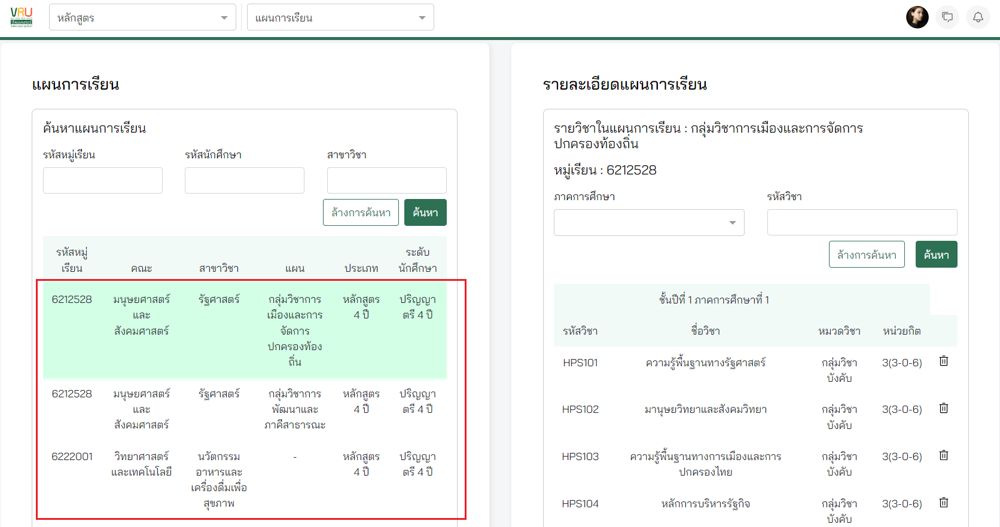 VRU
หลักสูตร
แผนการเรียน
แผนการเรียน
ค้นหาแผนการเรียน
รหัสหมู่เรียน รหัสนักศึกษา สาขาวิชา
ล้างการค้นหา ค้นหา
รหัสหมู่เรียน คณะ สาขาวิชา แผน ประเภท ระดับนักศึกษา
6212528 มนุษยศาสตร์ รัฐศาสตร์ กลุ่มวิชาการ หลักสูตร ปริญญา
และ เมืองและการ 4 ปี ตรี 4 ปี
สังคมศาสตร์ จัดการ
ปกครองท้อง
ถิ่น
6212528 มนุษยศาสตร์ รัฐศาสตร์ กลุ่มวิชาการ หลักสูตร ปริญญา
และ พัฒนาและ 4 ปี ตรี 4 ปี
สังคมศาสตร์ ภาคีสาธารณะ
6222001 วิทยาศาสตร์ นวัตกรรม - หลักสูตร ปริญญา
และเทคโนโลยี อาหารและ 4 ปี ตรี 4 ปี
เครื่องดื่มเพื่อ
สุขภาพ
รายละเอียดแผนการเรียน
รายวิชาในแผนการเรียน : กลุ่มวิชาการเมืองและการจัดการ
ปกครองท้องถิ่น
หมู่เรียน : 6212528
ภาคการศึกษา รหัสวิชา
ล้างการค้นหา ค้นหา
ชั้นปีที่ 1 ภาคการศึกษาที่ 1
รหัสวิชา ชื่อวิชา หมวดวิชา หน่วยกิต
HPS101 ความรู้พื้นฐานทางรัฐศาสตร์ กลุ่มวิชา 3(3-0-6)
บังคับ
HPS102 มานุษยวิทยาและสังคมวิทยา กลุ่มวิชา 3(3-0-6)
บังคับ
HPS103 ความรู้พื้นฐานทางการเมืองและการ กลุ่มวิชา 3(3-0-6)
ปกครองไทย บังคับ
HPS104 หลักการบริหารรัฐกิจ กลุ่มวิชา 3(3-0-6)
บังคับ